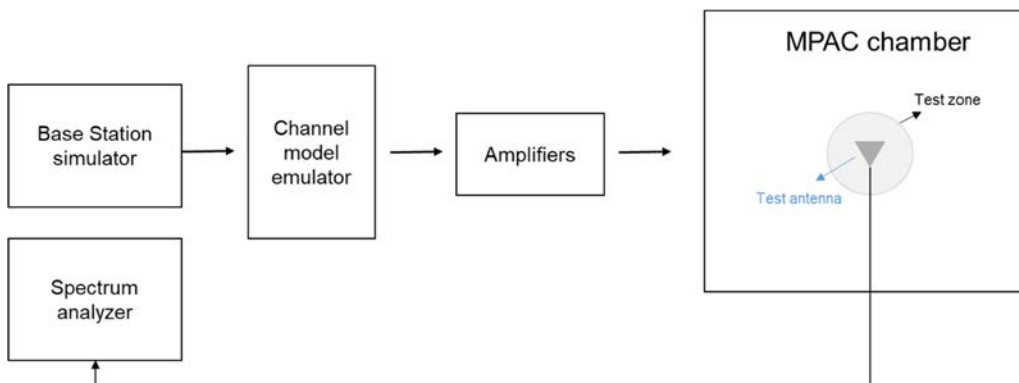 MPAC chamber
Test zone
Test antenna
Base Station
simulator
Channel
model
emulator
Amplifiers
Spectrum
analyzer